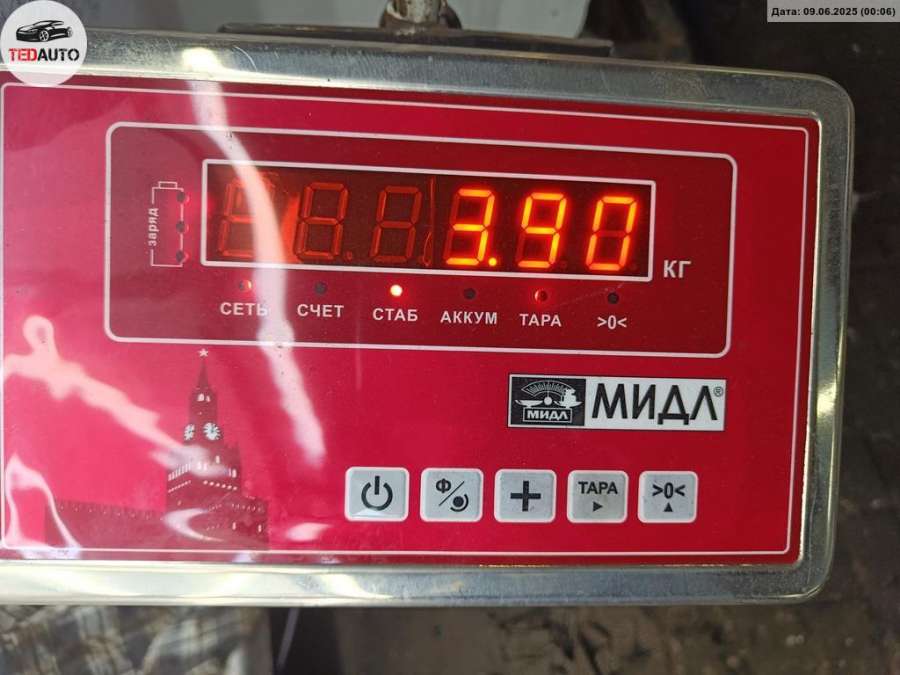 TEDAUTO
Дата: 09.06.2025 (00:06)
заряд
3.90
КГ
СЕТЬ СЧЕТ СТАБ АККУМ ТАРА >0<
МИДЛ МИДЛ®
Ф ТАРА >0<